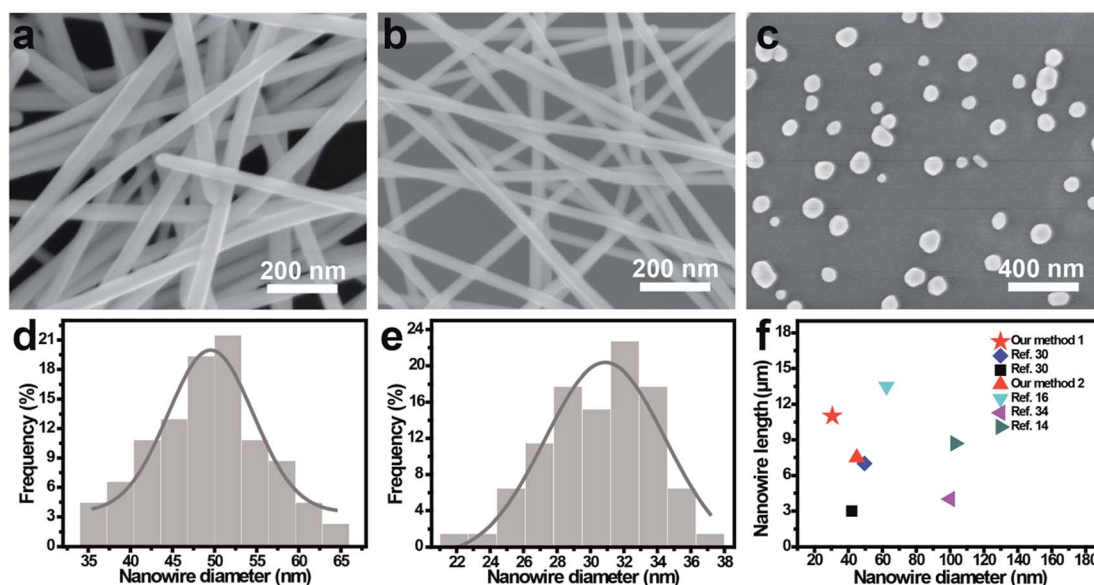 a
200 nm
b
200 nm
c
400 nm
d
Frequency (%)
21
18
15
12
9
6
3
0
35 40 45 50 55 60 65
Nanowire diameter (nm)
e
Frequency (%)
24
20
16
12
8
4
0
22 24 26 28 30 32 34 36 38
Nanowire diameter (nm)
f
Nanowire length (μm)
18
15
12
9
6
3
0
Our method 1
Ref. 30
Ref. 30
Our method 2
Ref. 16
Ref. 34
Ref. 14
20 40 60 80 100 120 140 160 180
Nanowire diameter (nm)